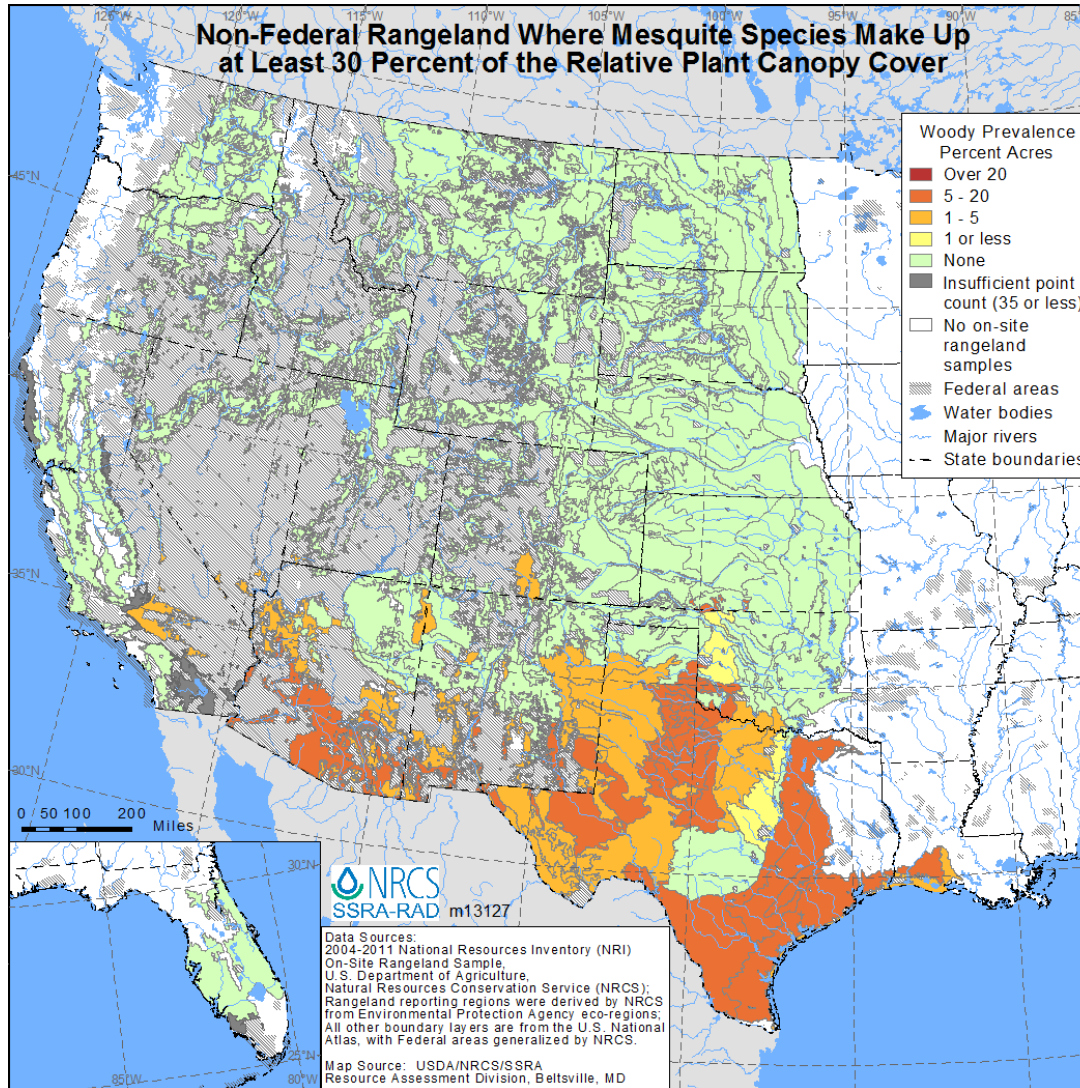 120°W
115°W
110°W
105°W
100°W
95°W
90°W
Non-Federal Rangeland Where Mesquite Species Make Up
at Least 30 Percent of the Relative Plant Canopy Cover
Woody Prevalence
Percent Acres
Over 20
5 - 20
1 - 5
1 or less
None
Insufficient point
count (35 or less)
No on-site
rangeland
samples
Federal areas
Water bodies
Major rivers
State boundaries
45°N
35°N
30°N
0 50 100 200
Miles
30°N
25°N
85°W
80°W
NRCS
SSRA-RAD
m13127
Data Sources:
2004-2011 National Resources Inventory (NRI)
On-Site Rangeland Sample,
U.S. Department of Agriculture,
Natural Resources Conservation Service (NRCS);
Rangeland reporting regions were derived by NRCS
from Environmental Protection Agency eco-regions;
All other boundary layers are from the U.S. National
Atlas, with Federal areas generalized by NRCS.
Map Source: USDA/NRCS/SSRA
Resource Assessment Division, Beltsville, MD